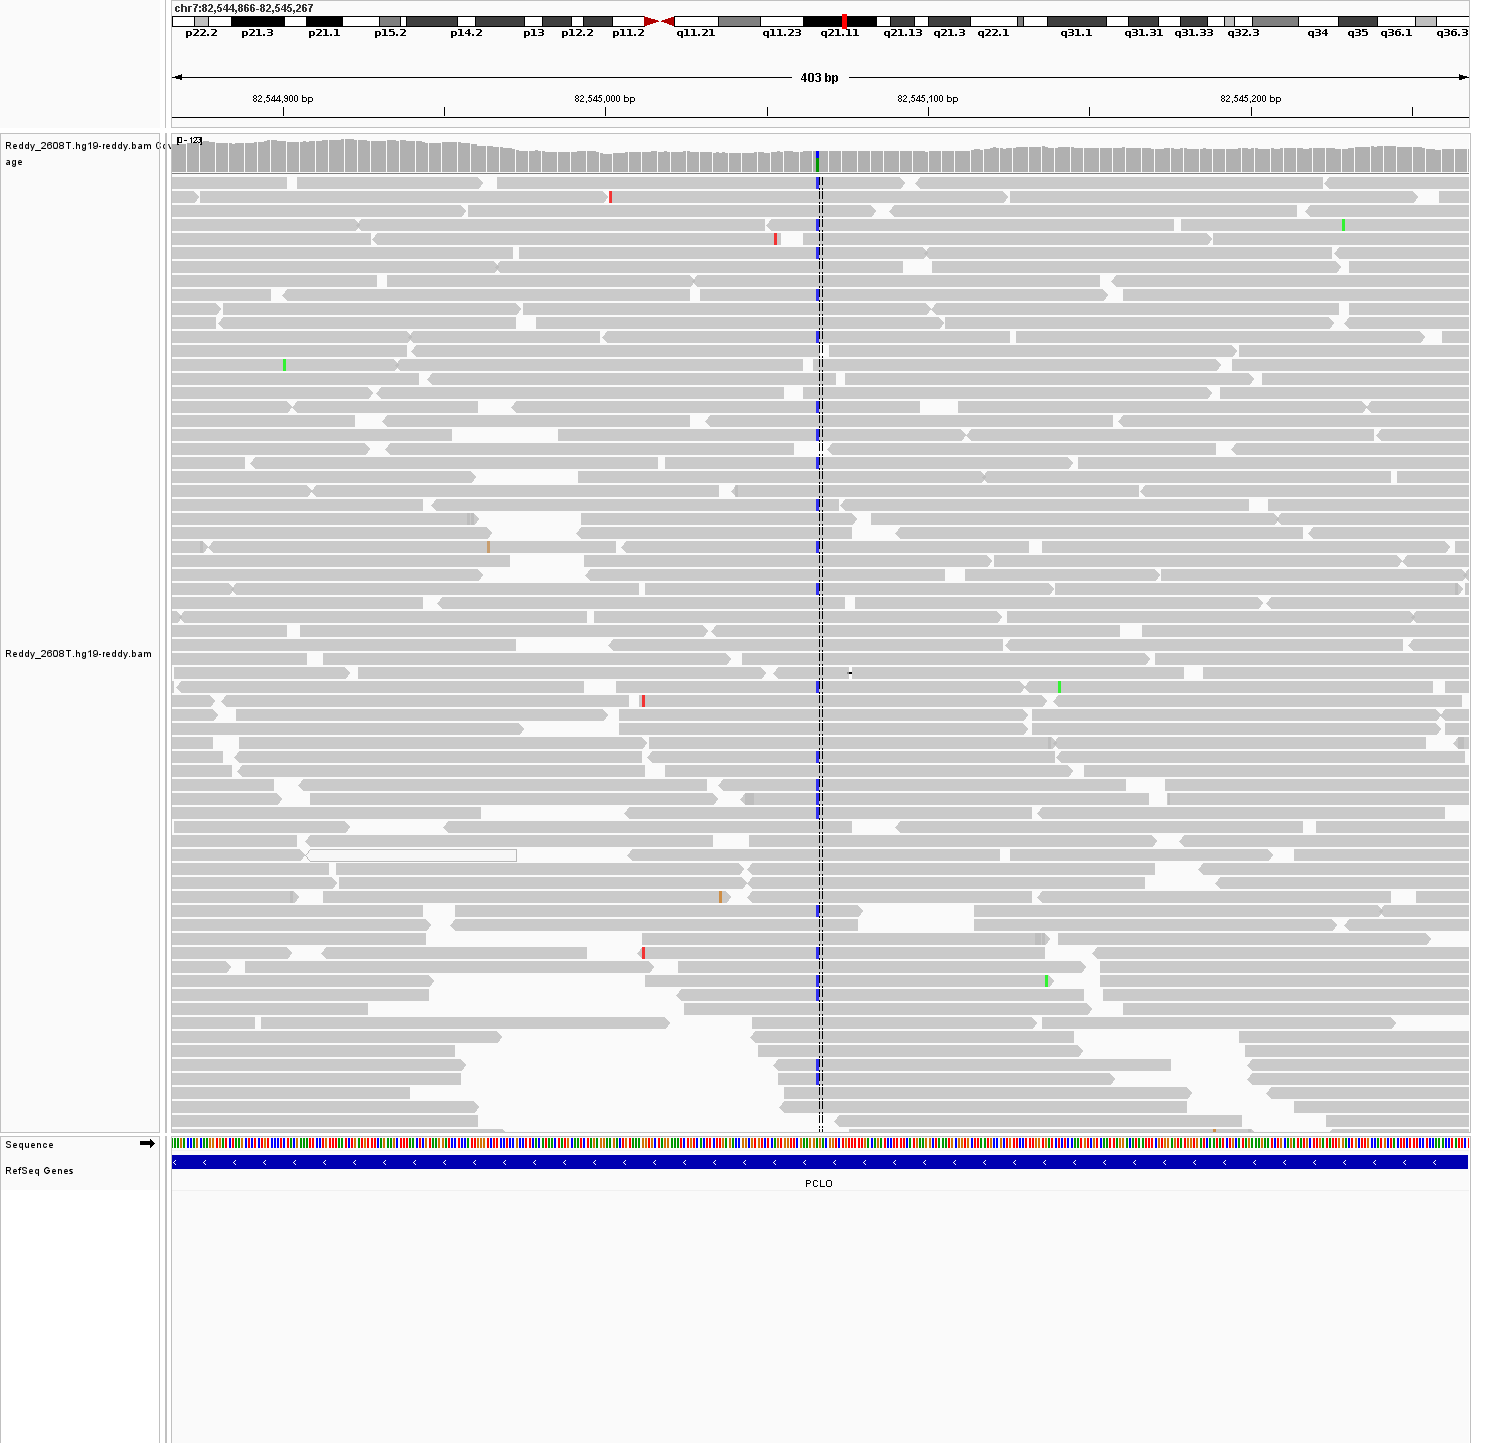 chr7:82,544,866-82,545,267
p22.2 p21.3 p21.1 p15.2 p14.2 p13 p12.2 p11.2 q11.21 q11.23 q21.11 q21.13 q21.3 q22.1 q31.1 q31.31 q31.33 q32.3 q34 q35 q36.1 q36.3
403 bp
82,544,900 bp 82,545,000 bp 82,545,100 bp 82,545,200 bp
Reddy_2608T.hg19-reddy.bam Cov
age
[0 - 123]
Reddy_2608T.hg19-reddy.bam
Sequence
RefSeq Genes
PCLO